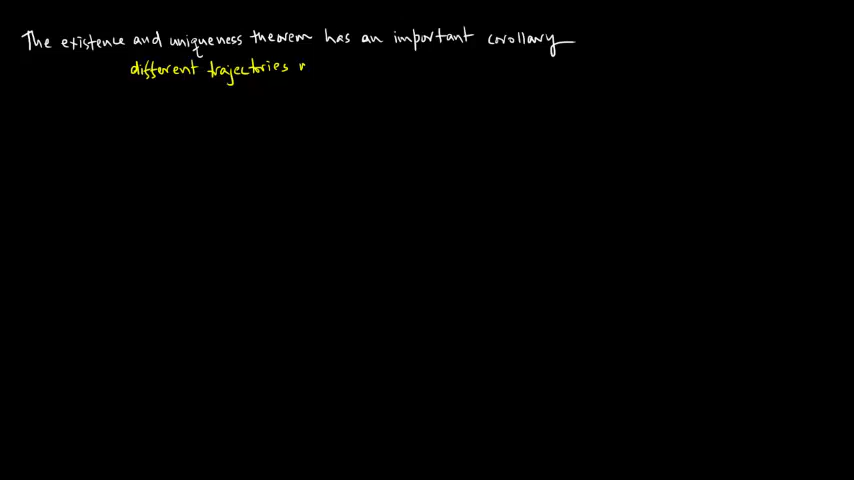 The existence and uniqueness theorem has an important corollary
different trajectories